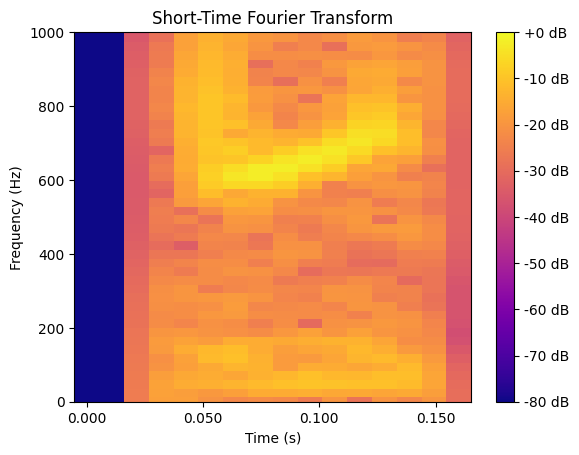 Short-Time Fourier Transform
1000
800
600
400
200
0
Frequency (Hz)
0.000
0.050
0.100
0.150
Time (s)
+0 dB
-10 dB
-20 dB
-30 dB
-40 dB
-50 dB
-60 dB
-70 dB
-80 dB